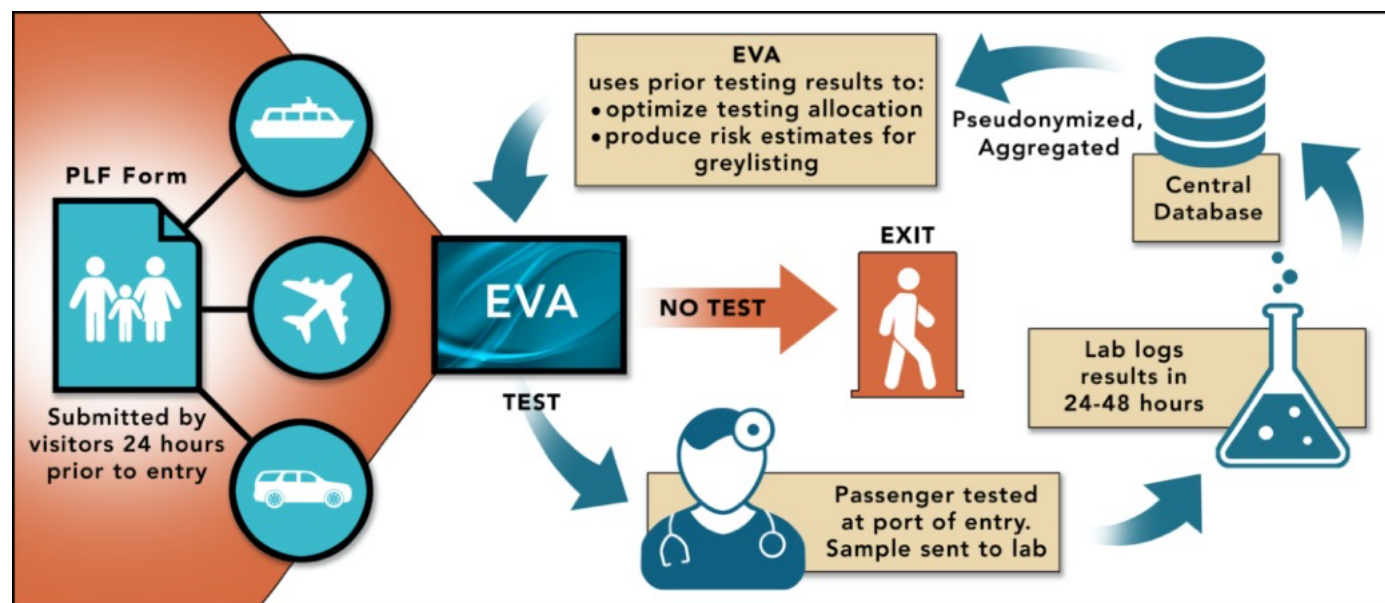 PLF Form
Submitted by
visitors 24 hours
prior to entry
EVA
uses prior testing results to:
• optimize testing allocation
• produce risk estimates for
greylisting
EVA
NO TEST
EXIT
TEST
Passenger tested
at port of entry.
Sample sent to lab
Lab logs
results in
24-48 hours
Central
Database
Pseudonymized,
Aggregated